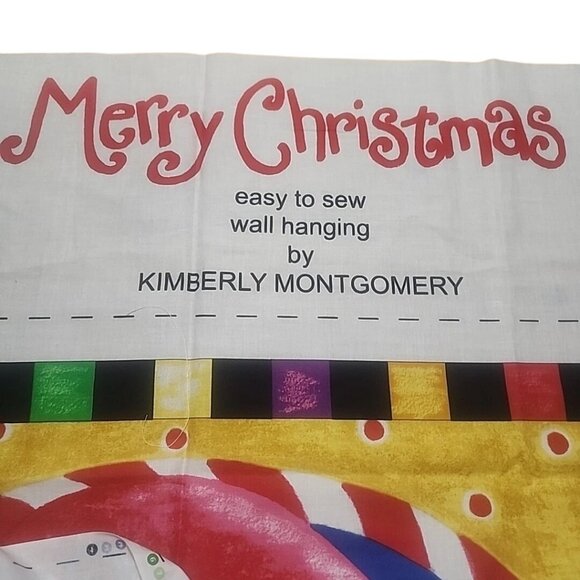 Merry Christmas
easy to sew
wall hanging
by
KIMBERLY MONTGOMERY